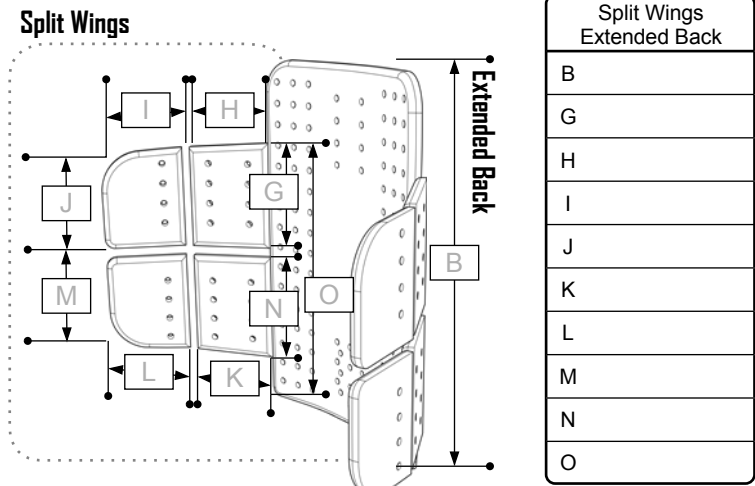 Split Wings
Extended Back
I
H
J
G
M
N
O
B
L
K
Split Wings
Extended Back
B
G
H
I
J
K
L
M
N
O